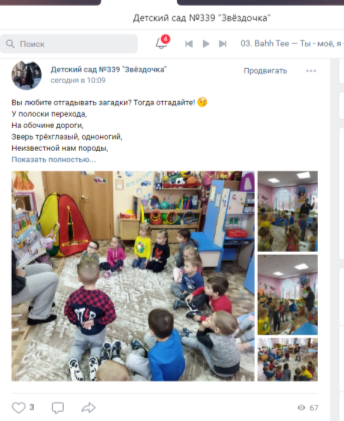 Детский сад №339 "Звёздочка"
Поиск
4
03. Bahh Tee — Ты - моё, я
Детский сад №339 "Звёздочка"
Продвигать
сегодня в 10:09
Вы любите отгадывать загадки? Тогда отгадайте!
У полоски перехода,
На обочине дороги,
Зверь трёхглазый, одноногий,
Неизвестной нам породы,
Показать полностью...
3
67